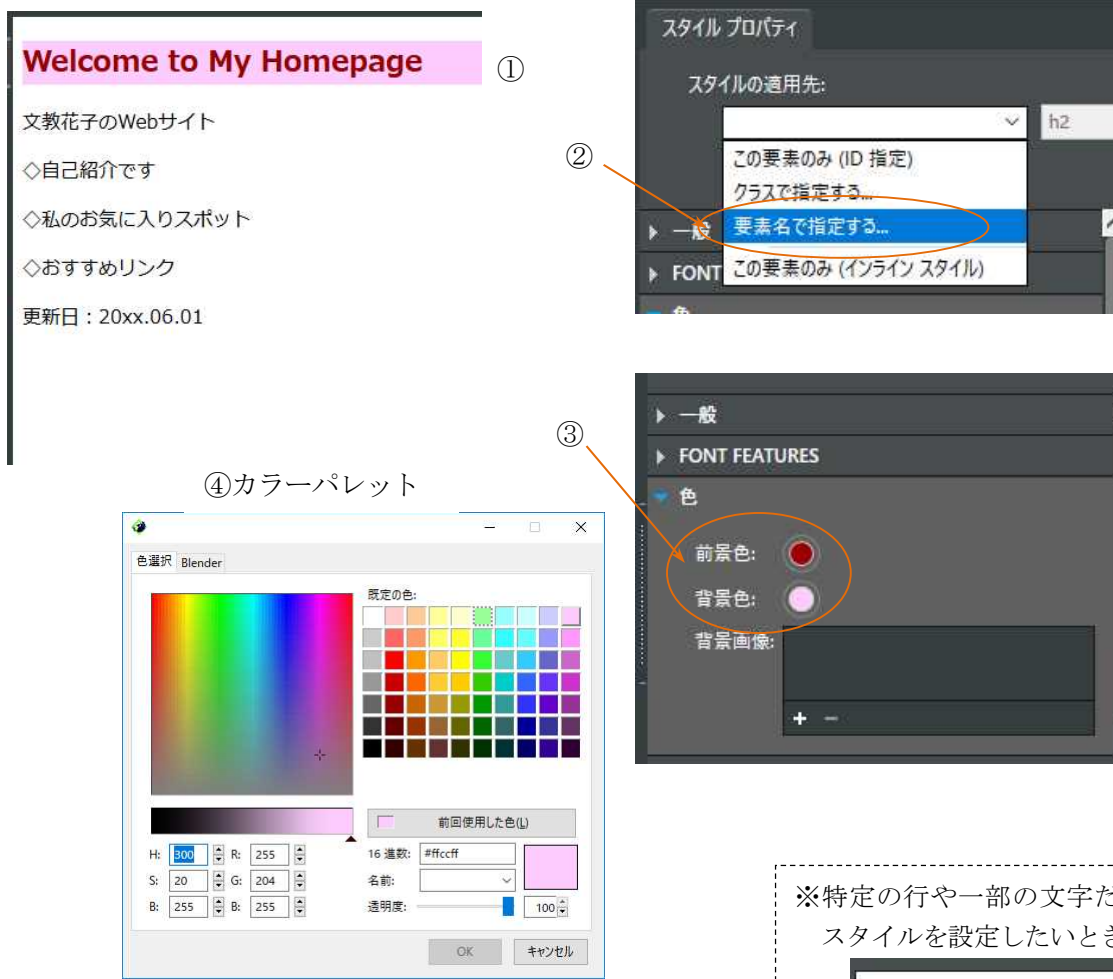 Welcome to My Homepage
①
文教花子のWebサイト
◇自己紹介です
◇私のお気に入りスポット
◇おすすめリンク
更新日：20xx.06.01
スタイル プロパティ
スタイルの適用先:
h2
②
この要素のみ (ID 指定)
クラスで指定する...
要素名で指定する...
この要素のみ (インライン スタイル)
一般
FONT
色
③
一般
FONT FEATURES
色
前景色:
背景色:
背景画像:
+ −
④カラーパレット
色選択 Blender
既定の色:
前回使用した色(L)
H: 300 R: 255 16 進数: #ffccff
S: 20 G: 204 名前:
B: 255 B: 255 透明度: 100
OK キャンセル
※特定の行や一部の文字だ
スタイルを設定したいとき